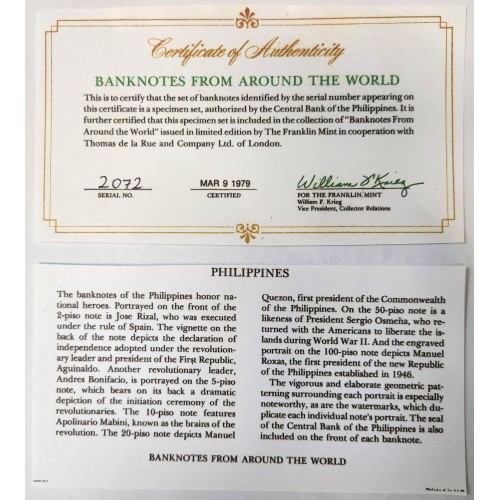 Certificate of Authenticity
BANKNOTES FROM AROUND THE WORLD
This is to certify that the set of banknotes identified by the serial number appearing on
this certificate is a specimen set, authorized by the Central Bank of the Philippines. It is
further certified that this specimen set is included in the collection of "Banknotes From
Around the World" issued in limited edition by The Franklin Mint in cooperation with
Thomas de la Rue and Company Ltd. of London.
2072
SERIAL NO.
MAR 9 1979
CERTIFIED
William F Krieg
FOR THE FRANKLIN MINT
William F. Krieg
Vice President, Collector Relations
PHILIPPINES
The banknotes of the Philippines honor na-
tional heroes. Portrayed on the front of the
2-piso note is Jose Rizal, who was executed
under the rule of Spain. The vignette on the
back of the note depicts the declaration of
independence adopted under the revolution-
ary leader and president of the First Republic,
Aguinaldo. Another revolutionary leader,
Andres Bonifacio, is portrayed on the 5-piso
note, which bears on its back a dramatic
depiction of the initiation ceremony of the
revolutionaries. The 10-piso note features
Apolinario Mabini, known as the brains of the
revolution. The 20-piso note depicts Manuel
Quezon, first president of the Commonwealth
of the Philippines. On the 50-piso note is a
likeness of President Sergio Osmeña, who re-
turned with the Americans to liberate the is-
lands during World War II. And the engraved
portrait on the 100-piso note depicts Manuel
Roxas, the first president of the new Republic
of the Philippines established in 1946.
The vigorous and elaborate geometric pat-
terning surrounding each portrait is especially
noteworthy, as are the watermarks, which du-
plicate each individual note's portrait. The seal
of the Central Bank of the Philippines is also
included on the front of each banknote.
BANKNOTES FROM AROUND THE WORLD